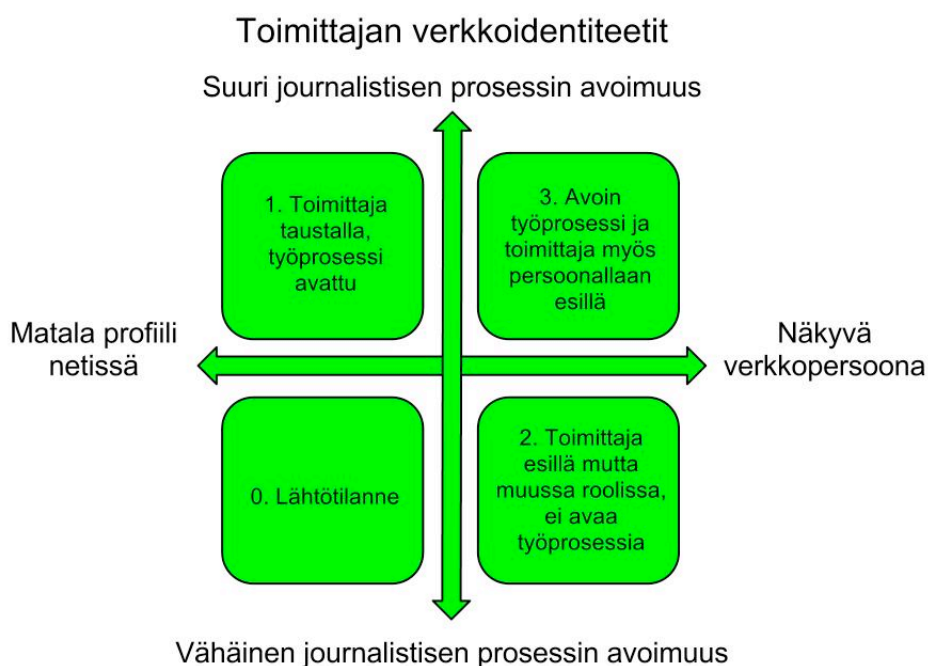 Toimittajan verkkoidentiteetit
Suuri journalistisen prosessin avoimuus
1. Toimittaja
taustalla,
työprosessi
avattu
3. Avoin
työprosessi ja
toimittaja myös
persoonallaan
esillä
Matala profiili
netissä
Näkyvä
verkkopersoona
0. Lähtötilanne
2. Toimittaja
esillä mutta
muussa roolissa,
ei avaa
työprosessia
Vähäinen journalistisen prosessin avoimuus